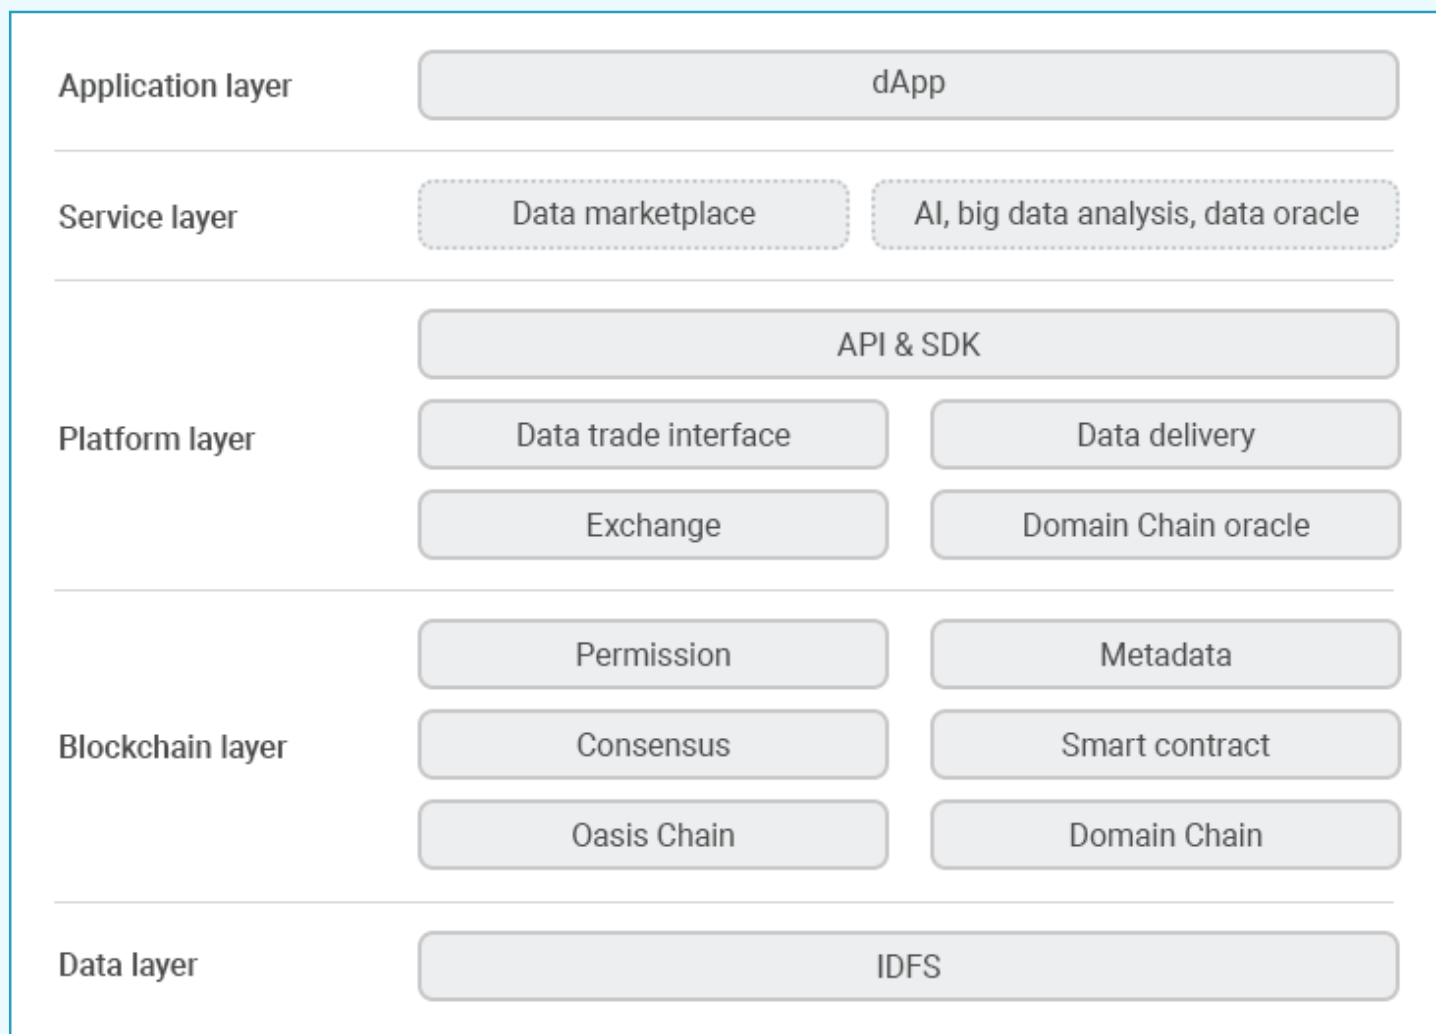 Application layer
dApp
Service layer
Data marketplace
AI, big data analysis, data oracle
Platform layer
API & SDK
Data trade interface
Data delivery
Exchange
Domain Chain oracle
Blockchain layer
Permission
Metadata
Consensus
Smart contract
Oasis Chain
Domain Chain
Data layer
IDFS